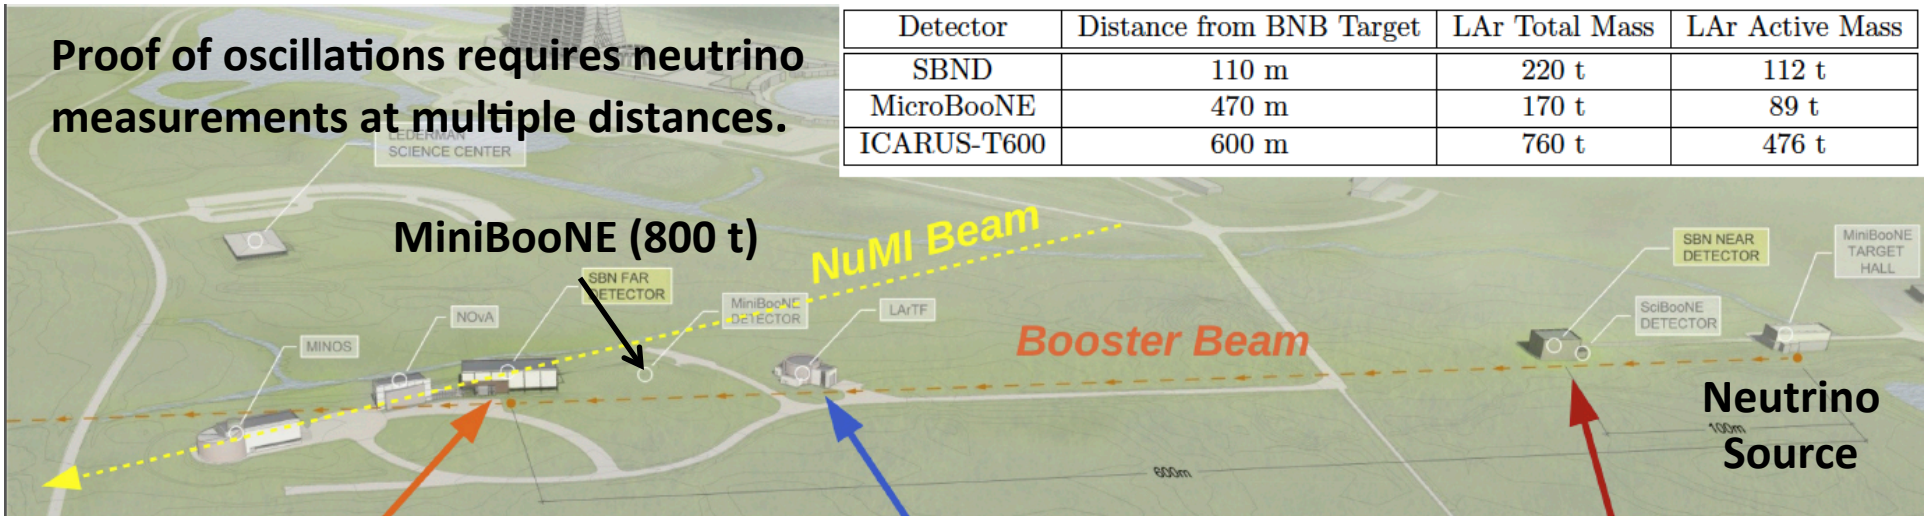 Proof of oscillations requires neutrino
measurements at multiple distances.
Detector Distance from BNB Target LAr Total Mass LAr Active Mass
SBND 110 m 220 t 112 t
MicroBooNE 470 m 170 t 89 t
ICARUS-T600 600 m 760 t 476 t
LEDERMAN
SCIENCE CENTER
MiniBooNE (800 t)
NuMI Beam
SBN FAR
DETECTOR
MiniBooNE
DETECTOR
LArTF
NOvA
MINOS
Booster Beam
SBN NEAR
DETECTOR
SciBooNE
DETECTOR
MiniBooNE
TARGET
HALL
Neutrino
Source
100m
600m